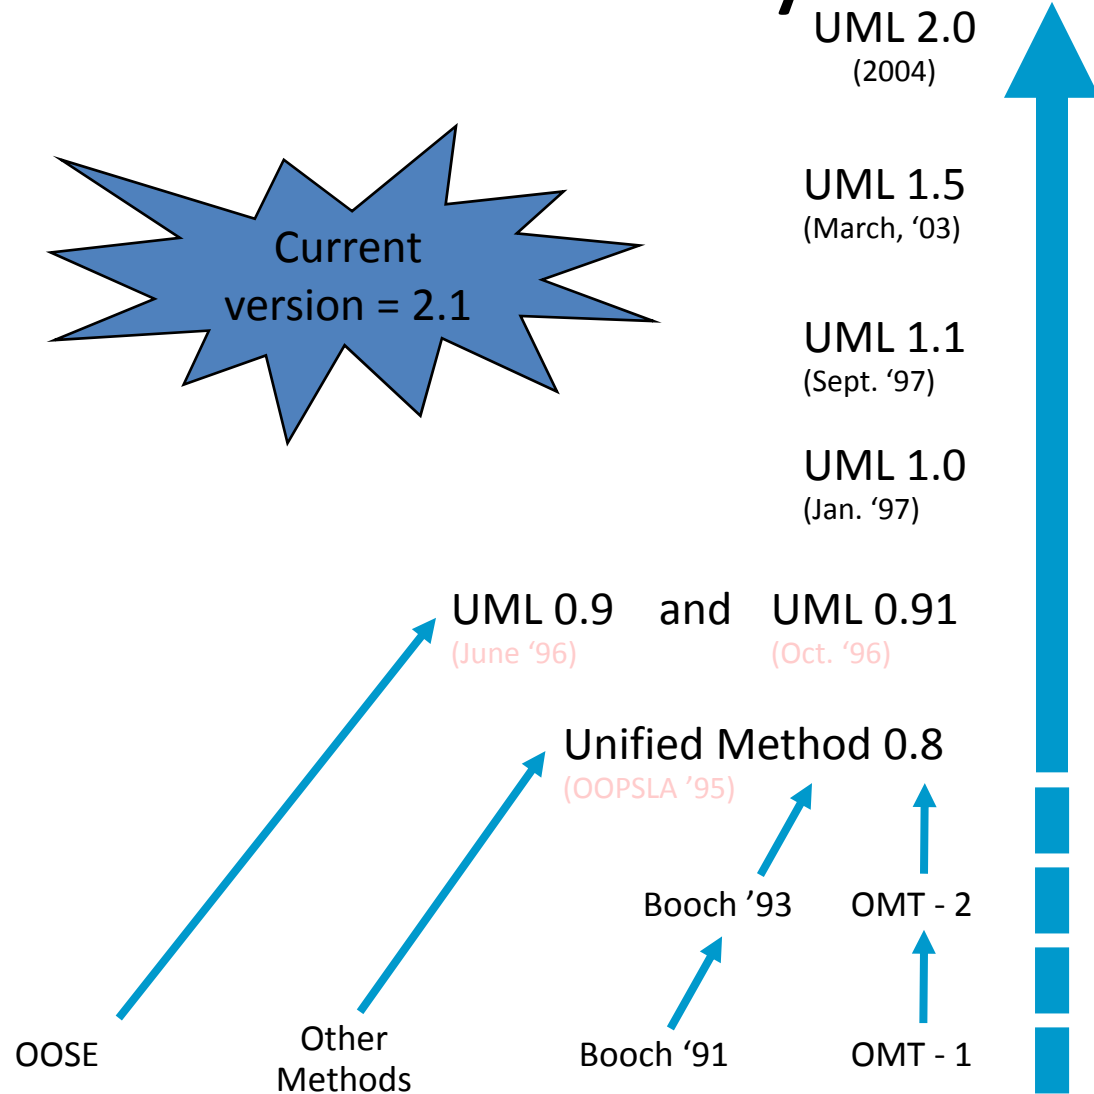 UML 2.0
(2004)
UML 1.5
(March, ‘03)
Current
version = 2.1
UML 1.1
(Sept. ‘97)
UML 1.0
(Jan. ‘97)
UML 0.9 and UML 0.91
(June ‘96) (Oct. ‘96)
Unified Method 0.8
(OOPSLA ’95)
Booch ’93 OMT - 2
OOSE
Other
Methods
Booch ‘91
OMT - 1